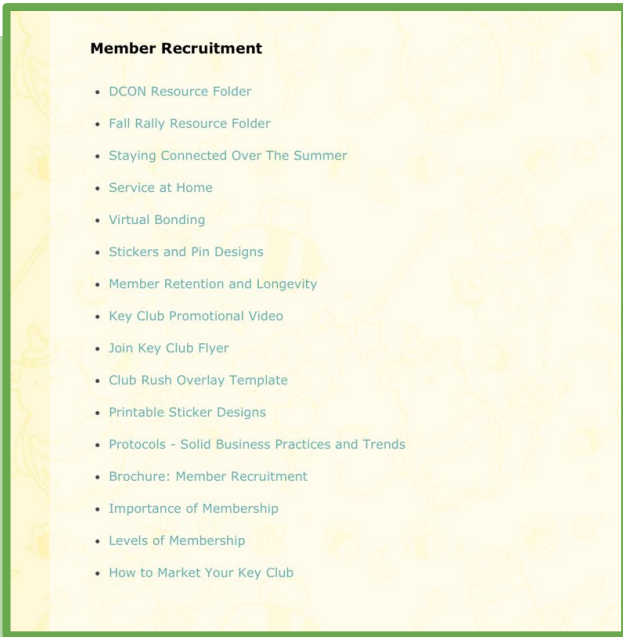 Member Recruitment
• DCON Resource Folder
• Fall Rally Resource Folder
• Staying Connected Over The Summer
• Service at Home
• Virtual Bonding
• Stickers and Pin Designs
• Member Retention and Longevity
• Key Club Promotional Video
• Join Key Club Flyer
• Club Rush Overlay Template
• Printable Sticker Designs
• Protocols - Solid Business Practices and Trends
• Brochure: Member Recruitment
• Importance of Membership
• Levels of Membership
• How to Market Your Key Club